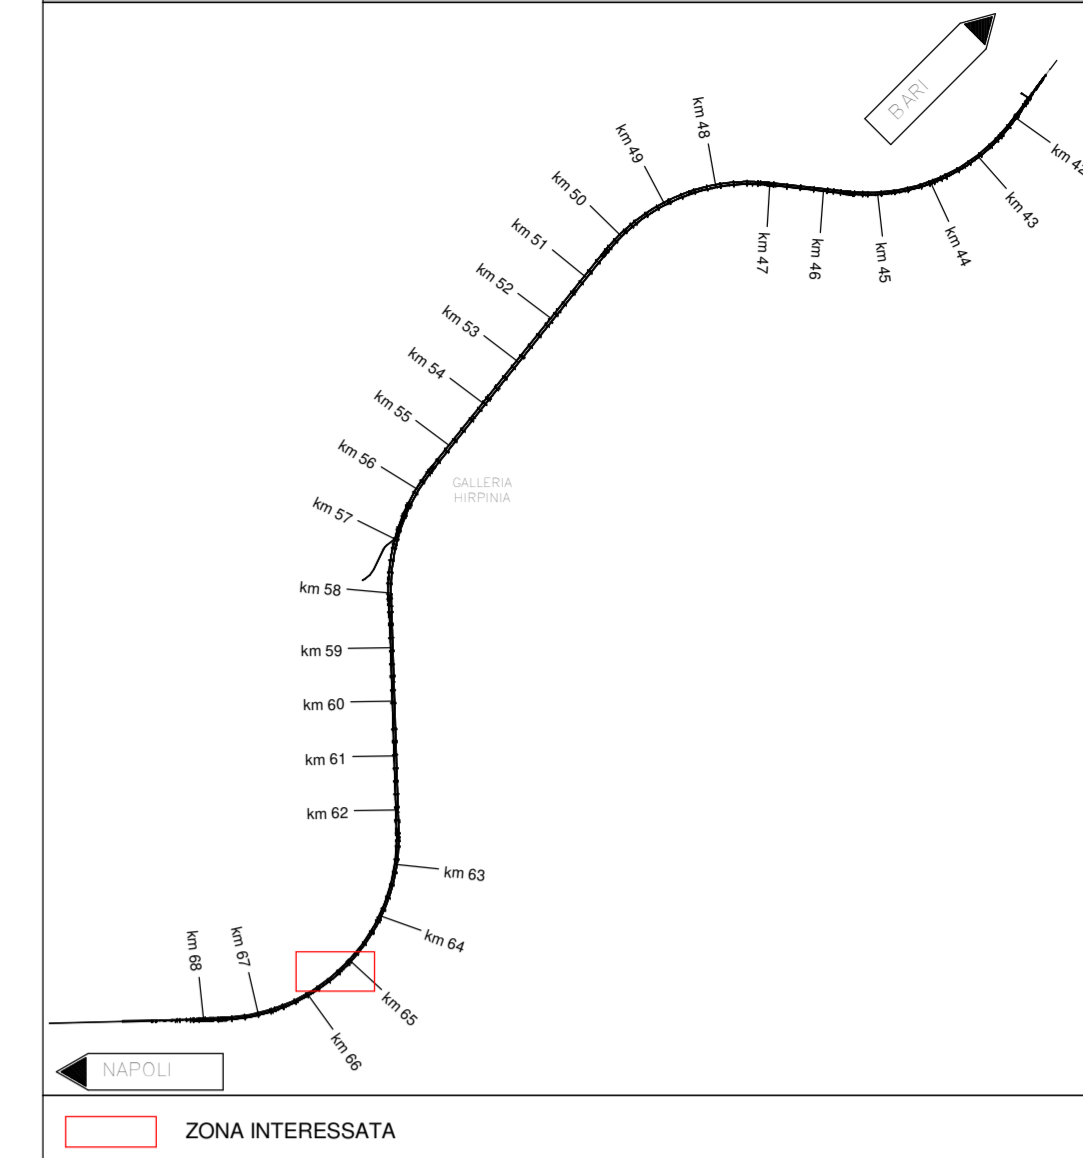 BARI
km 42
km 43
km 44
km 45
km 46
km 47
km 48
km 49
km 50
km 51
km 52
km 53
km 54
km 55
km 56
GALLERIA
HIRPINIA
km 57
km 58
km 59
km 60
km 61
km 62
km 63
km 64
km 65
km 66
km 67
km 68
NAPOLI
ZONA INTERESSATA